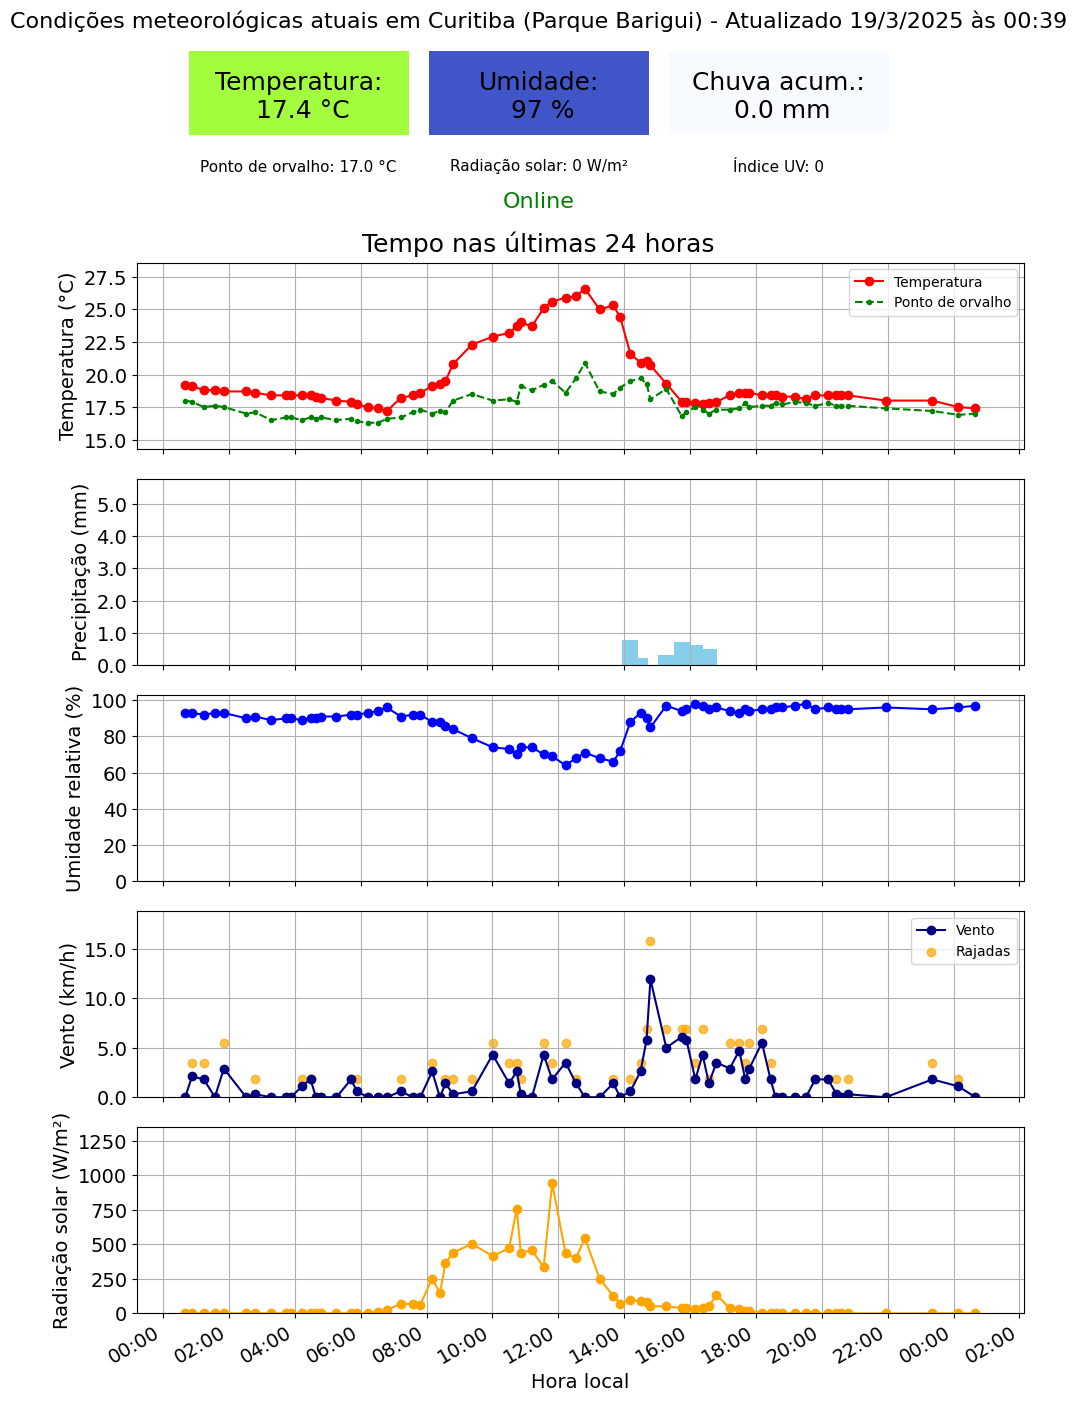 Condições meteorológicas atuais em Curitiba (Parque Barigui) - Atualizado 19/3/2025 às 00:39
Temperatura:
17.4 °C
Umidade:
97 %
Chuva acum.:
0.0 mm
Ponto de orvalho: 17.0 °C
Radiação solar: 0 W/m²
Índice UV: 0
Online
Tempo nas últimas 24 horas
Temperatura (°C)
27.5
25.0
22.5
20.0
17.5
15.0
Temperatura
Ponto de orvalho
Precipitação (mm)
5.0
4.0
3.0
2.0
1.0
0.0
Umidade relativa (%)
100
80
60
40
20
0
Vento (km/h)
15.0
10.0
5.0
0.0
Vento
Rajadas
Radiação solar (W/m²)
1250
1000
750
500
250
0
00:00
02:00
04:00
06:00
08:00
10:00
12:00
14:00
16:00
18:00
20:00
22:00
00:00
02:00
Hora local